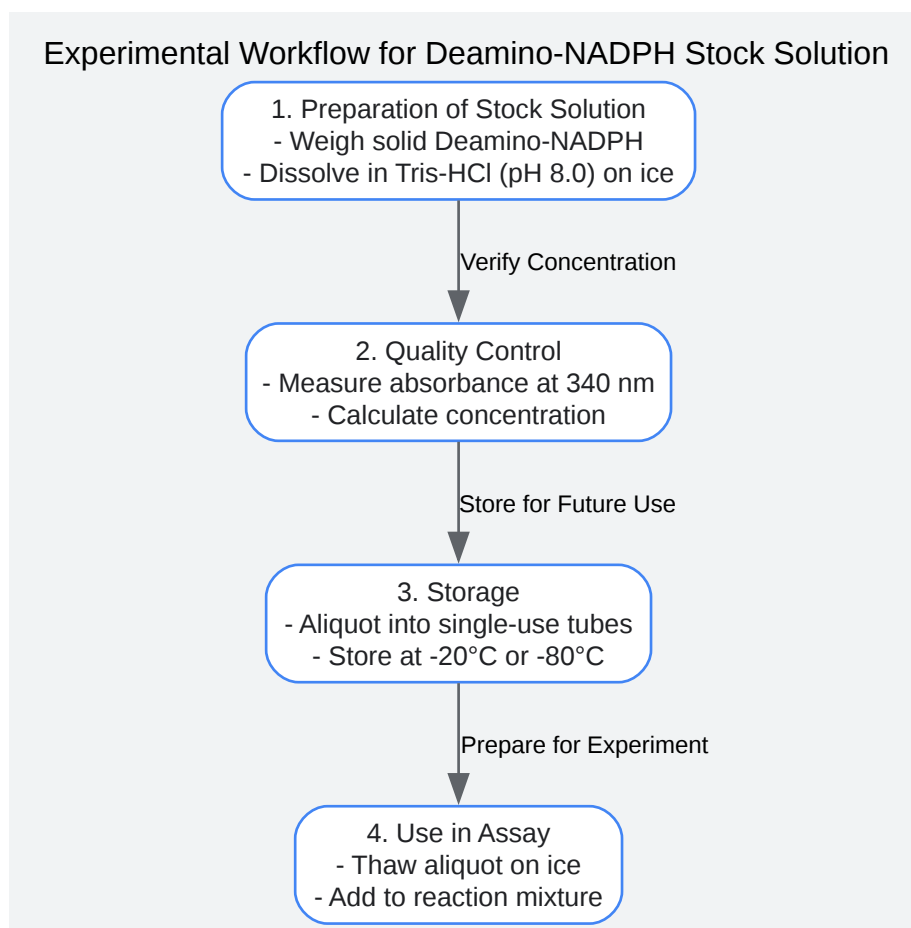 Experimental Workflow for Deamino-NADPH Stock Solution
1. Preparation of Stock Solution
- Weigh solid Deamino-NADPH
- Dissolve in Tris-HCl (pH 8.0) on ice
Verify Concentration
2. Quality Control
- Measure absorbance at 340 nm
- Calculate concentration
Store for Future Use
3. Storage
- Aliquot into single-use tubes
- Store at -20°C or -80°C
Prepare for Experiment
4. Use in Assay
- Thaw aliquot on ice
- Add to reaction mixture